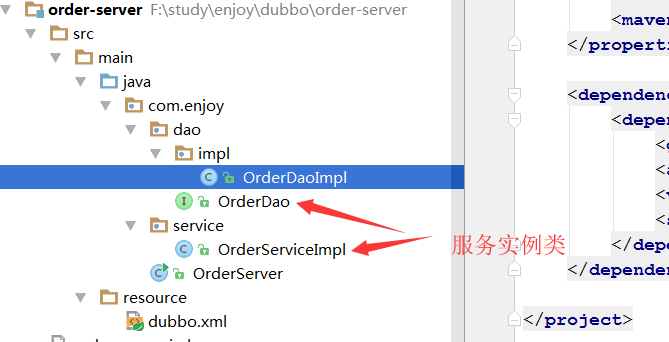 order-server F:\study\enjoy\dubbo\order-server
src
main
java
com.enjoy
dao
impl
OrderDaoImpl
OrderDao
service
OrderServiceImpl
OrderServer
resource
dubbo.xml
服务实例类
<maven
</properti
<dependenc
<depen
<g
<a
<v
<s
</depe
</dependen
</project>